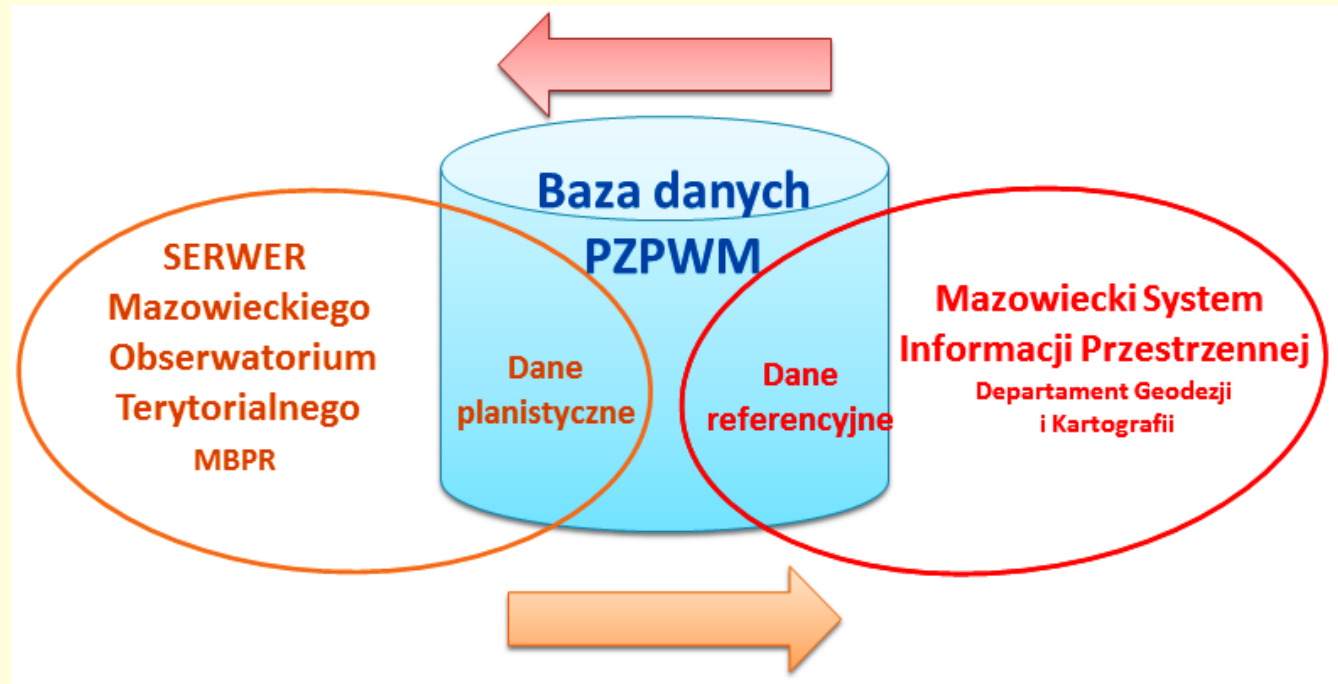 Baza danych
PZPWM
SERWER
Mazowieckiego
Obserwatorium
Terytorialnego
MBPR
Dane
planistyczne
Dane
referencyjne
Mazowiecki System
Informacji Przestrzennej
Departament Geodezji
i Kartografii